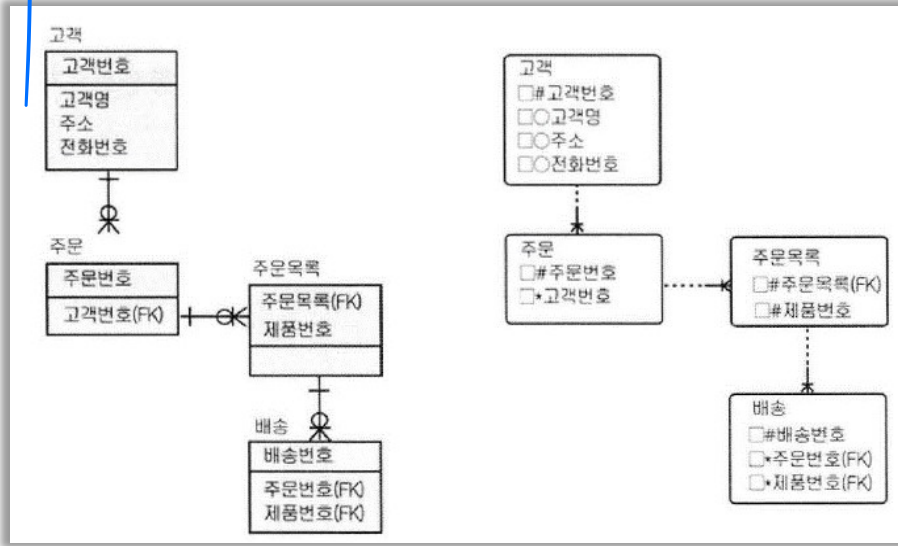 고객
고객번호
고객명
주소
전화번호
주문
주문번호
고객번호(FK)
주문목록
주문목록(FK)
제품번호
배송
배송번호
주문번호(FK)
제품번호(FK)
고객
□#고객번호
□○고객명
□○주소
□○전화번호
주문
□#주문번호
□*고객번호
주문목록
□#주문목록(FK)
□#제품번호
배송
□#배송번호
□*주문번호(FK)
□*제품번호(FK)